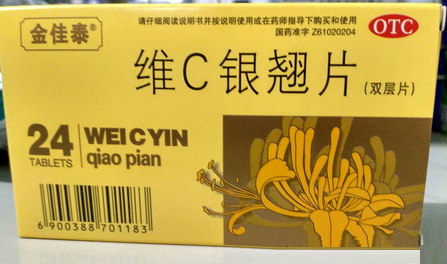 金佳泰®
请仔细阅读说明书并按说明使用或在药师指导下购买和使用
国药准字 Z61020204
OTC
维C银翘片(双层片)
24
TABLETS
WEICYIN
qiao pian
6 900388 701183